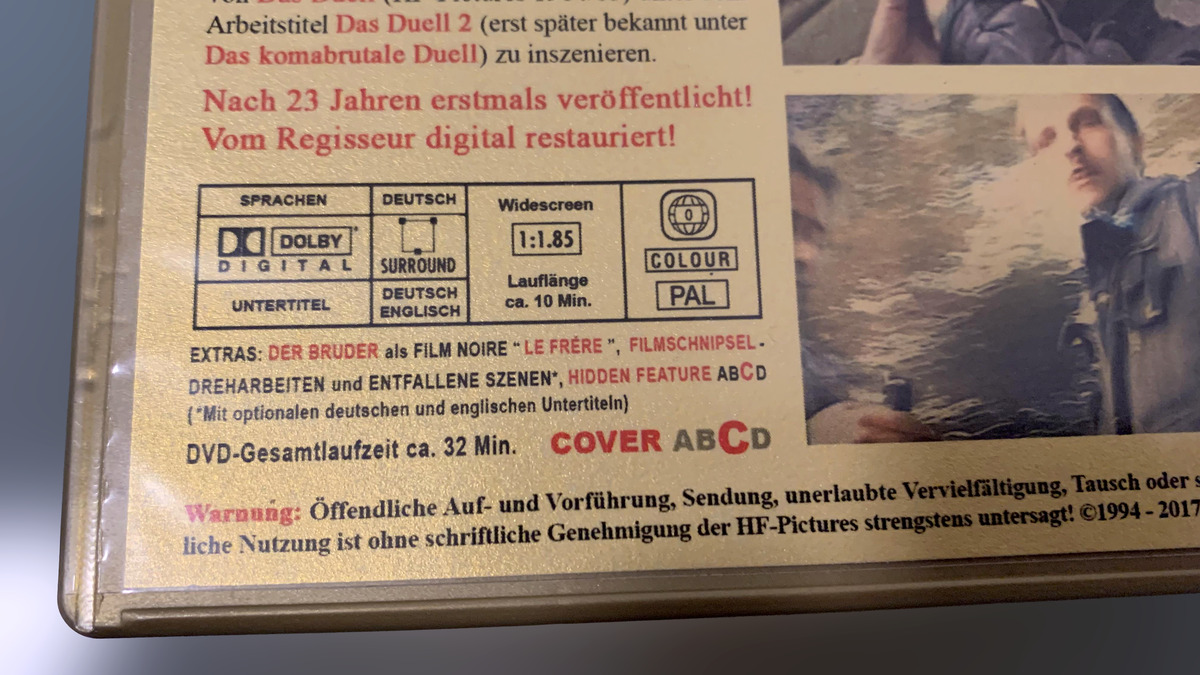 Arbeitstitel Das Duell 2 (erst später bekannt unter
Das komabrutale Duell) zu inszenieren.
Nach 23 Jahren erstmals veröffentlicht!
Vom Regisseur digital restauriert!
SPRACHEN
DEUTSCH
DOLBY
DIGITAL
SURROUND
UNTERTITEL
DEUTSCH
ENGLISCH
Widescreen
1:1.85
Lauflänge
ca. 10 Min.
0
COLOUR
PAL
EXTRAS: DER BRUDER als FILM NOIRE “ LE FRÉRE ”, FILMSCHNIPSEL -
DREHARBEITEN und ENTFALLENE SZENEN*, HIDDEN FEATURE ABCD
(*Mit optionalen deutschen und englischen Untertiteln)
DVD-Gesamtlaufzeit ca. 32 Min. COVER ABCD
Warnung: Öffendliche Auf- und Vorführung, Sendung, unerlaubte Vervielfältigung, Tausch oder
liche Nutzung ist ohne schriftliche Genehmigung der HF-Pictures strengstens untersagt! ©1994 - 2017